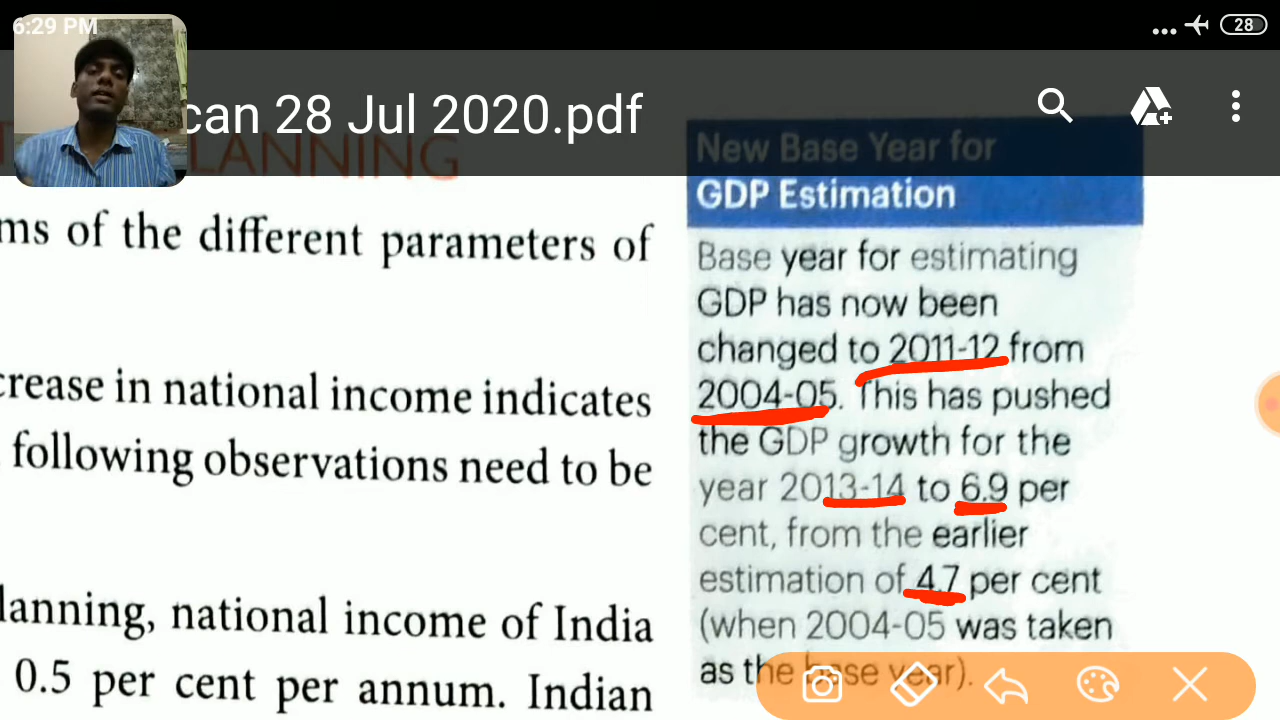 6:29 PM
28
can 28 Jul 2020.pdf
LANNING
ms of the different parameters of
crease in national income indicates
following observations need to be
lanning, national income of India
0.5 per cent per annum. Indian
New Base Year for
GDP Estimation
Base year for estimating
GDP has now been
changed to 2011-12 from
2004-05. This has pushed
the GDP growth for the
year 2013-14 to 6.9 per
cent, from the earlier
estimation of 4.7 per cent
(when 2004-05 was taken
as the base year).